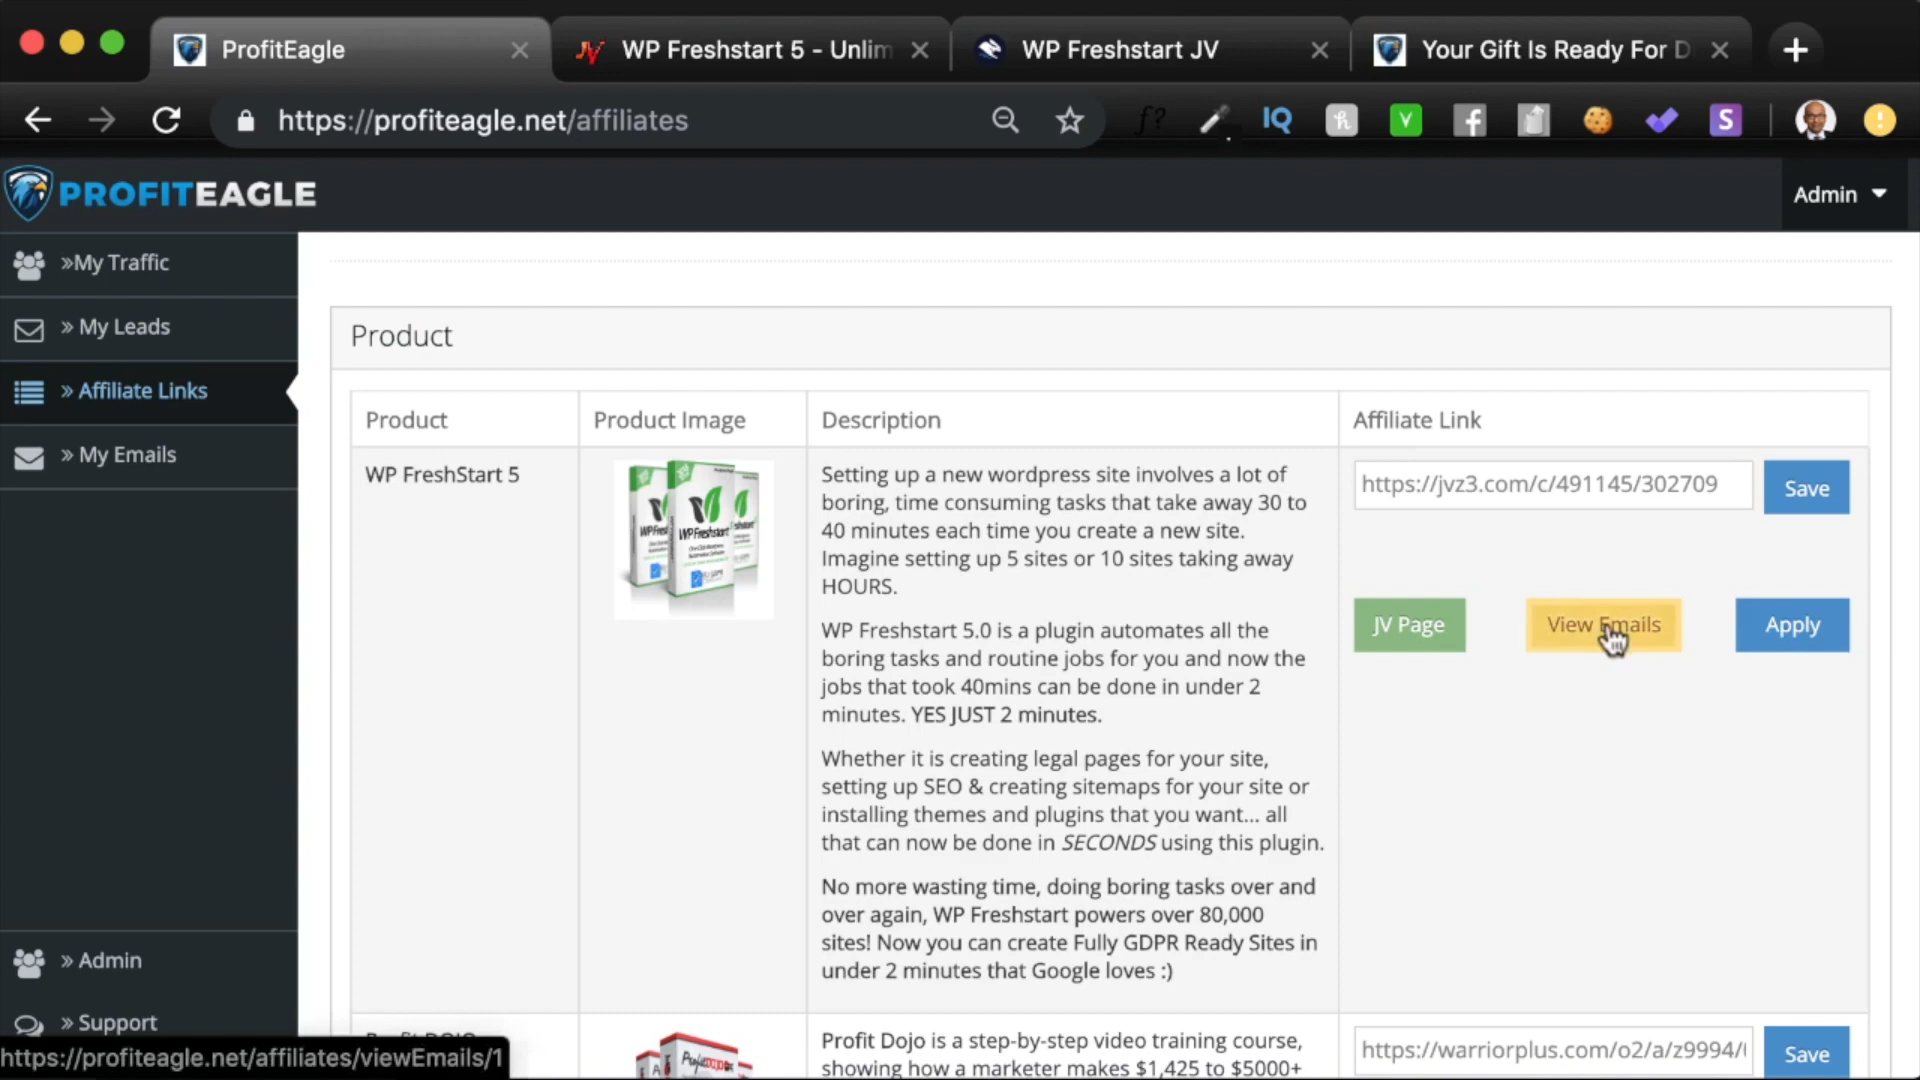 ProfitEagle
WP Freshstart 5 - Unlim
WP Freshstart JV
Your Gift Is Ready For D
https://profiteagle.net/affiliates
f?
IQ
S
PROFITEAGLE
Admin
»My Traffic
» My Leads
» Affiliate Links
» My Emails
» Admin
» Support
Product
Product
Product Image
Description
Affiliate Link
WP FreshStart 5
WP Freshstart
Setting up a new wordpress site involves a lot of
boring, time consuming tasks that take away 30 to
40 minutes each time you create a new site.
Imagine setting up 5 sites or 10 sites taking away
HOURS.
WP Freshstart 5.0 is a plugin automates all the
boring tasks and routine jobs for you and now the
jobs that took 40mins can be done in under 2
minutes. YES JUST 2 minutes.
Whether it is creating legal pages for your site,
setting up SEO & creating sitemaps for your site or
installing themes and plugins that you want... all
that can now be done in SECONDS using this plugin.
No more wasting time, doing boring tasks over and
over again, WP Freshstart powers over 80,000
sites! Now you can create Fully GDPR Ready Sites in
under 2 minutes that Google loves :)
https://jvz3.com/c/491145/302709
Save
JV Page
View Emails
Apply
Profit DOJO
Profit Dojo is a step-by-step video training course,
showing how a marketer makes $1,425 to $5000+
https://warriorplus.com/o2/a/z9994/
Save
https://profiteagle.net/affiliates/viewEmails/1